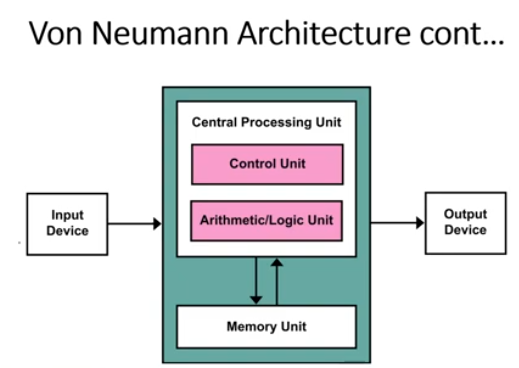 Von Neumann Architecture cont...
Central Processing Unit
Control Unit
Arithmetic/Logic Unit
Input
Device
Output
Device
Memory Unit